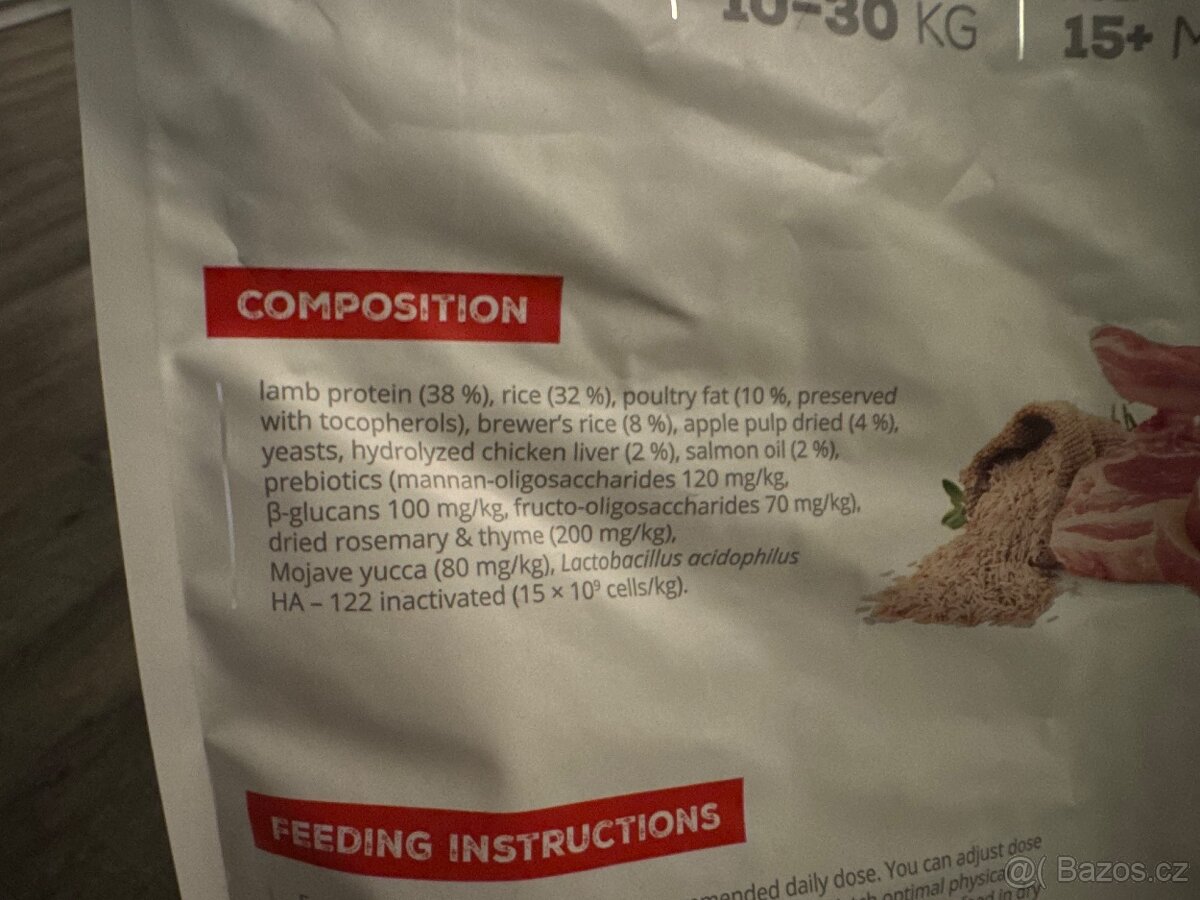 10–30 KG
15+
COMPOSITION
lamb protein (38 %), rice (32 %), poultry fat (10 %, preserved
with tocopherols), brewer's rice (8 %), apple pulp dried (4 %),
yeasts, hydrolyzed chicken liver (2 %), salmon oil (2 %),
prebiotics (mannan-oligosaccharides 120 mg/kg,
β-glucans 100 mg/kg, fructo-oligosaccharides 70 mg/kg),
dried rosemary & thyme (200 mg/kg),
Mojave yucca (80 mg/kg), Lactobacillus acidophilus
HA – 122 inactivated (15 × 10⁹ cells/kg).
FEEDING INSTRUCTIONS
daily dose. You can adjust dose
optimal
@( Bazos.cz